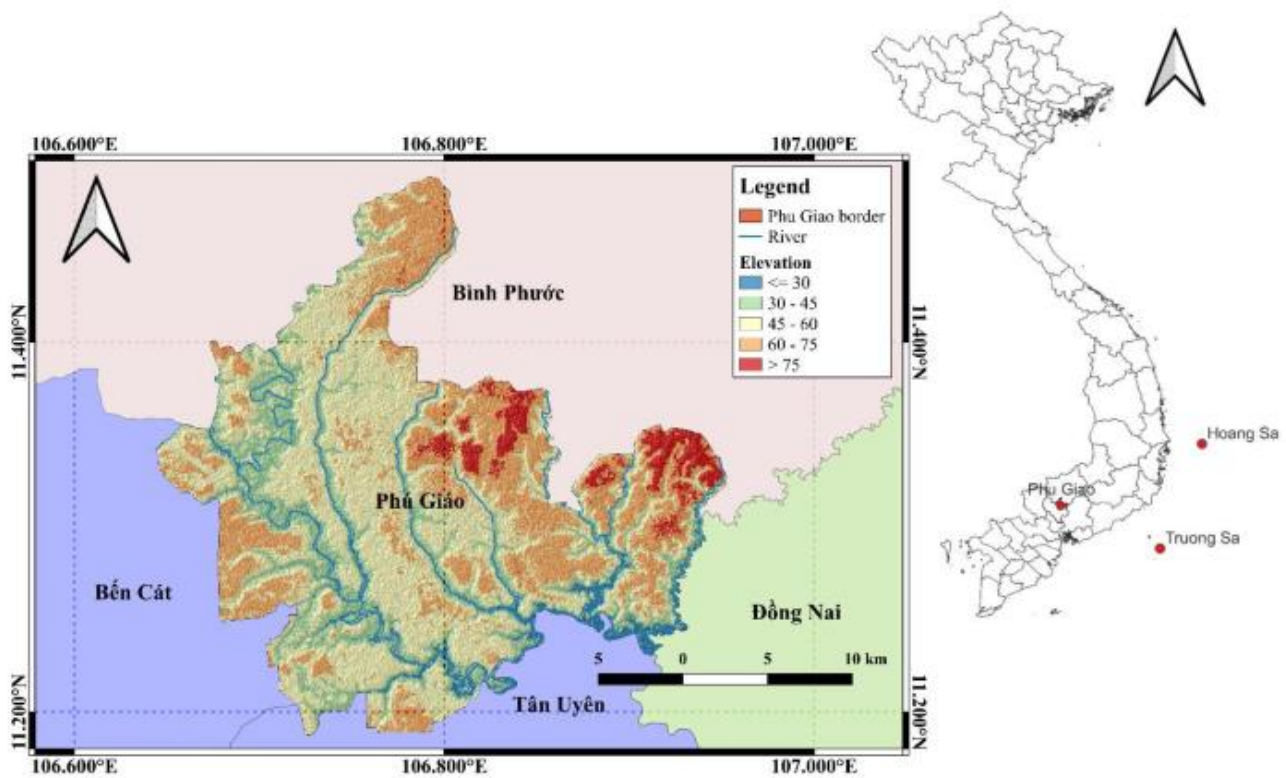 106.600°E
106.800°E
107.000°E
Legend
Phu Giao border
River
Elevation
<= 30
30 - 45
45 - 60
60 - 75
> 75
Bình Phước
11.400°N
11.400°N
Phú Giáo
Bến Cát
Đồng Nai
5
0
5
10 km
Tân Uyên
11.200°N
11.200°N
106.600°E
106.800°E
107.000°E
Hoang Sa
Phu Giao
Truong Sa